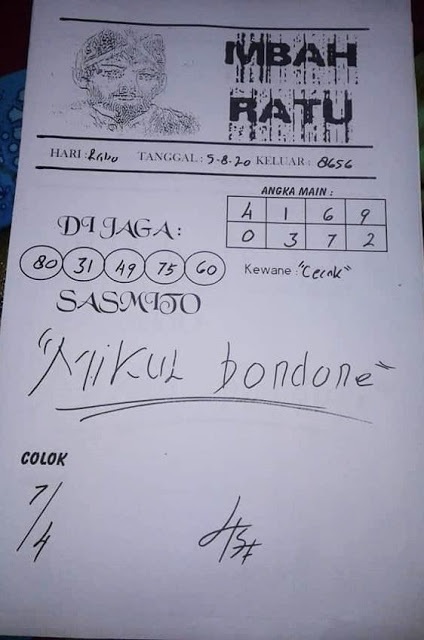 MBAH
RATU
HARI : Rabu TANGGAL : 5-8-20 KELUAR : 8656
ANGKA MAIN :
4 1 6 9
0 3 7 2
DI JAGA :
80 31 49 75 60
Kewane : "Cecak"
SASMITO
"Mikul bondone"
COLOK
7/
/4